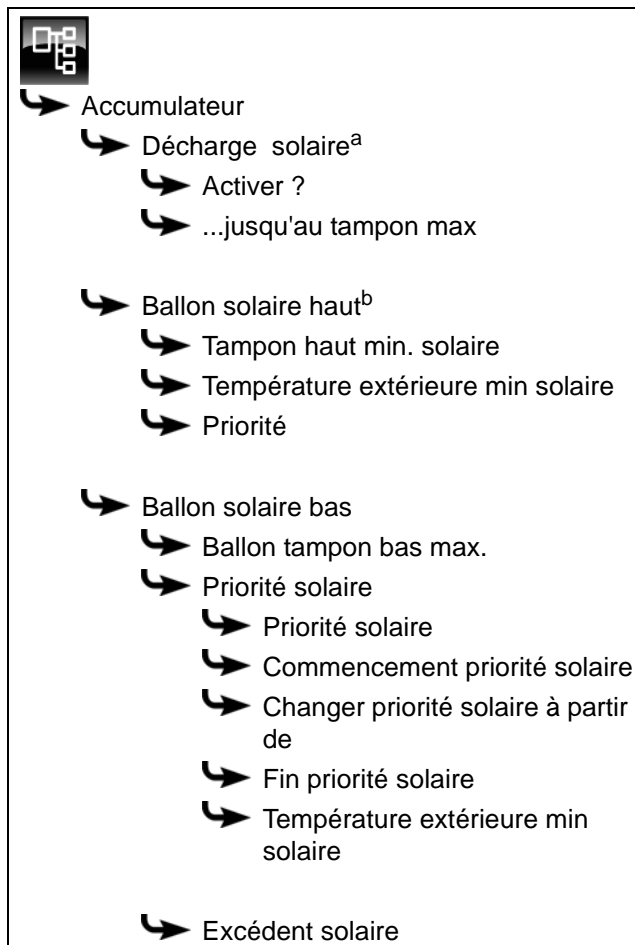 Accumulateur
Décharge solaireᵃ
Activer ?
...jusqu'au tampon max
Ballon solaire hautᵇ
Tampon haut min. solaire
Température extérieure min solaire
Priorité
Ballon solaire bas
Ballon tampon bas max.
Priorité solaire
Priorité solaire
Commencement priorité solaire
Changer priorité solaire à partir
de
Fin priorité solaire
Température extérieure min
solaire
Excédent solaire